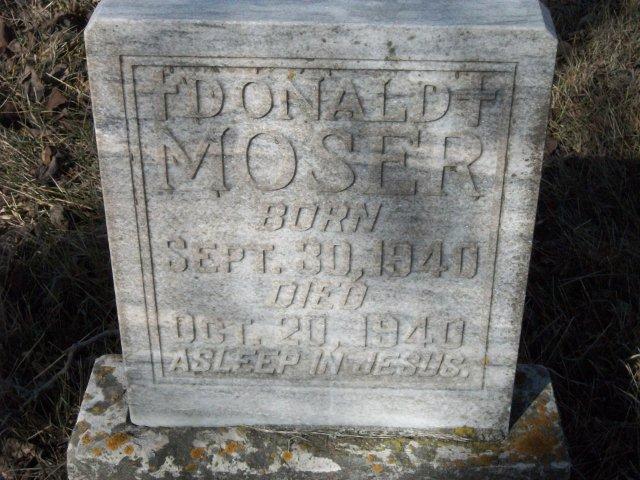 DONALD
MOSER
BORN
SEPT. 30, 1940
DIED
OCT. 20, 1940
ASLEEP IN JESUS.